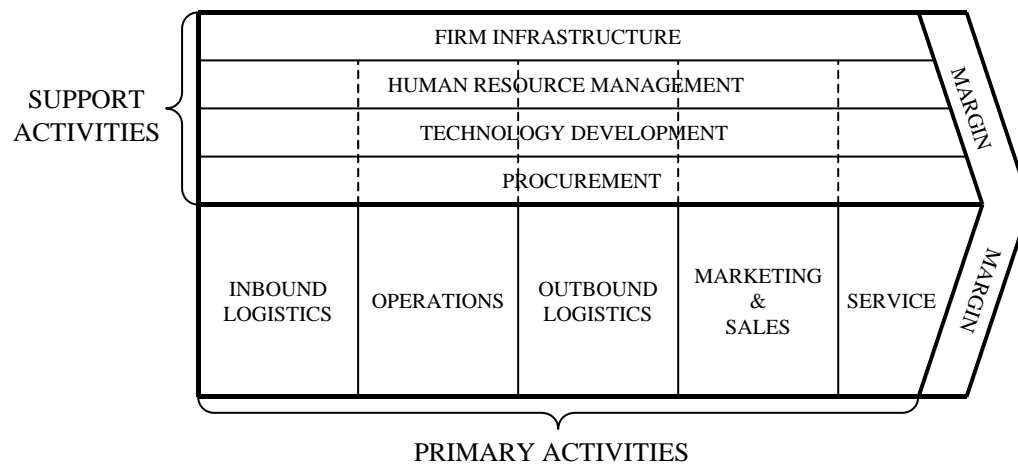 FIRM INFRASTRUCTURE
HUMAN RESOURCE MANAGEMENT
TECHNOLOGY DEVELOPMENT
PROCUREMENT
SUPPORT
ACTIVITIES
MARGIN
INBOUND
LOGISTICS
OPERATIONS
OUTBOUND
LOGISTICS
MARKETING
&
SALES
SERVICE
MARGIN
PRIMARY ACTIVITIES